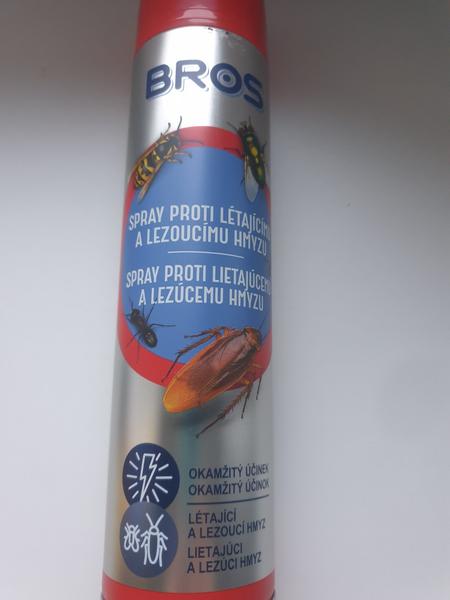 BROS
SPRAY PROTI LÉTAJÍCÍMU
A LEZOUCÍMU HMYZU
SPRAY PROTI LIETAJÚCEMU
A LEZÚCEMU HMYZU
OKAMŽITÝ ÚČINEK
OKAMŽITÝ ÚČINOK
LÉTAJÍCÍ
A LEZOUCÍ HMYZ
LIETAJÚCI
A LEZÚCI HMYZ